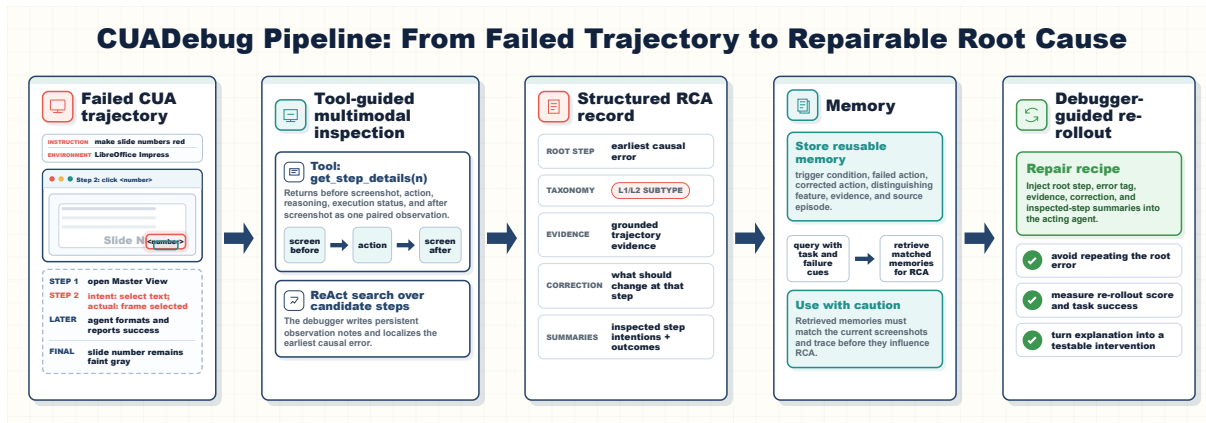 CUADebug Pipeline: From Failed Trajectory to Repairable Root Cause
Failed CUA
trajectory
INSTRUCTION make slide numbers red
ENVIRONMENT LibreOffice Impress
Step 2: click <number>
Slide N
<number>
STEP 1 open Master View
STEP 2 intent: select text;
actual: frame selected
LATER agent formats and
reports success
FINAL slide number remains
faint gray
Tool-guided
multimodal
inspection
Tool:
get_step_details(n)
Returns before screenshot, action,
reasoning, execution status, and after
screenshot as one paired observation.
screen
before
action
screen
after
ReAct search over
candidate steps
The debugger writes persistent
observation notes and localizes the
earliest causal error.
Structured RCA
record
ROOT STEP earliest causal
error
TAXONOMY L1/L2 SUBTYPE
EVIDENCE grounded
trajectory
evidence
CORRECTION what should
change at that
step
SUMMARIES inspected step
intentions +
outcomes
Memory
Store reusable
memory
trigger condition, failed action,
corrected action, distinguishing
feature, evidence, and source
episode.
query with
task and
failure
cues
retrieve
matched
memories
for RCA
Use with caution
Retrieved memories must
match the current screenshots
and trace before they influence
RCA.
Debugger-
guided re-
rollout
Repair recipe
Inject root step, error tag,
evidence, correction, and
inspected-step summaries into
the acting agent.
avoid repeating the root
error
measure re-rollout score
and task success
turn explanation into a
testable intervention